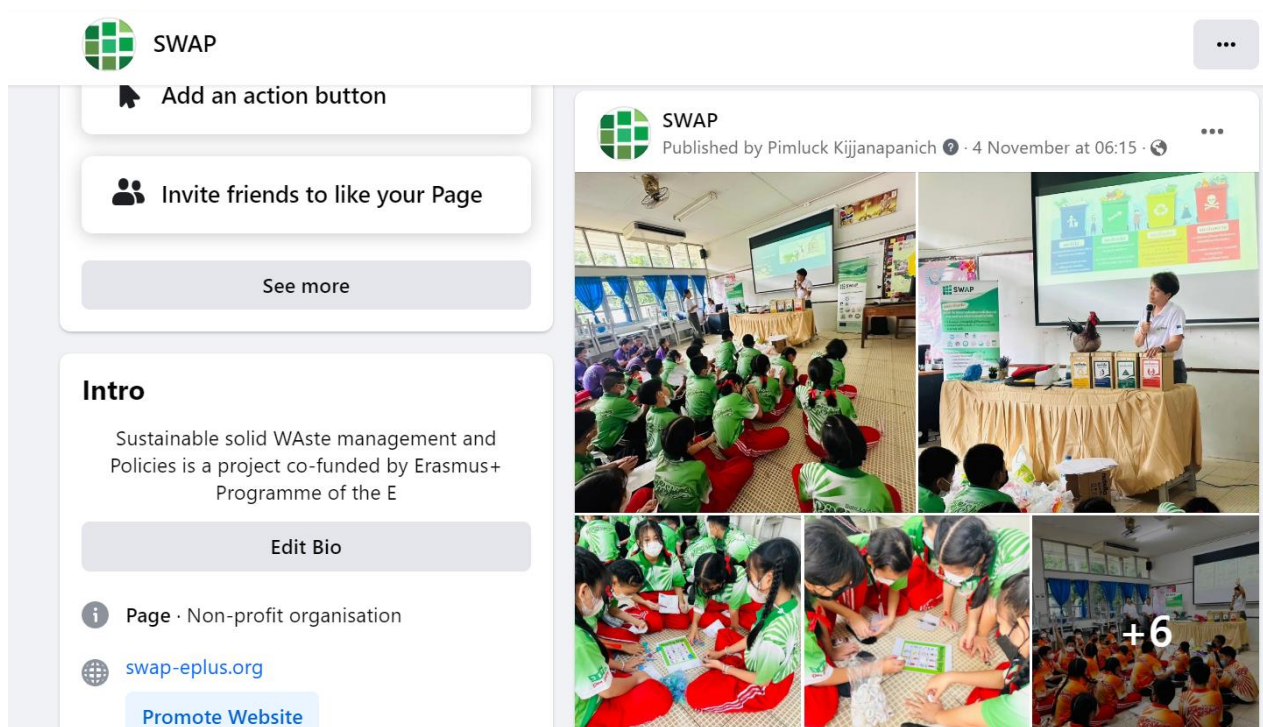 SWAP
Add an action button
Invite friends to like your Page
See more
Intro
Sustainable solid WAste management and
Policies is a project co-funded by Erasmus+
Programme of the E
Edit Bio
Page · Non-profit organisation
swap-eplus.org
Promote Website
SWAP
Published by Pimluck Kijjanapanich · 4 November at 06:15 ·
SWAP
+6